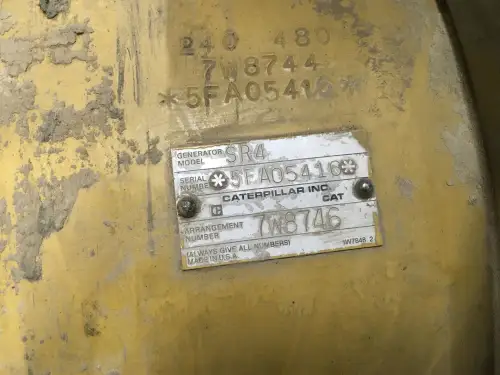 240 480
7W8744
*5FA05416*
GENERATOR MODEL SR4
SERIAL NUMBER *5FA05416*
CATERPILLAR INC.
C CAT
ARRANGEMENT NUMBER 7W8746
(ALWAYS GIVE ALL NUMBERS)
MADE IN U.S.A.